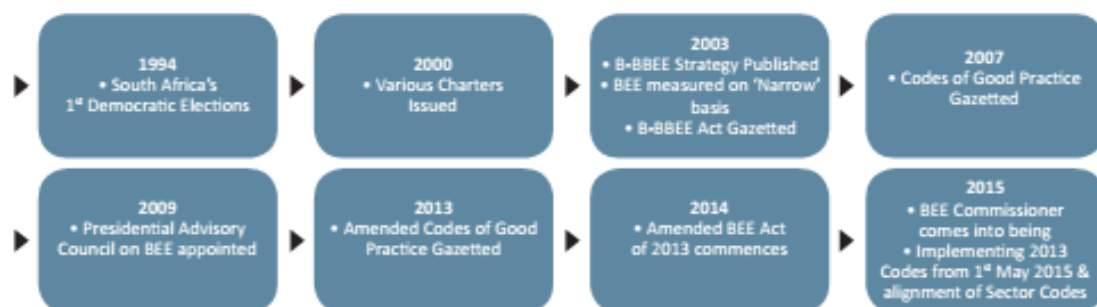 1994
• South Africa's
1st Democratic Elections
2000
• Various Charters
Issued
2003
• B-BBEE Strategy Published
• BEE measured on 'Narrow'
basis
• B-BBEE Act Gazetted
2007
• Codes of Good Practice
Gazetted
2009
• Presidential Advisory
Council on BEE appointed
2013
• Amended Codes of Good
Practice Gazetted
2014
• Amended BEE Act
of 2013 commences
2015
• BEE Commissioner
comes into being
• Implementing 2013
Codes from 1st May 2015 &
alignment of Sector Codes